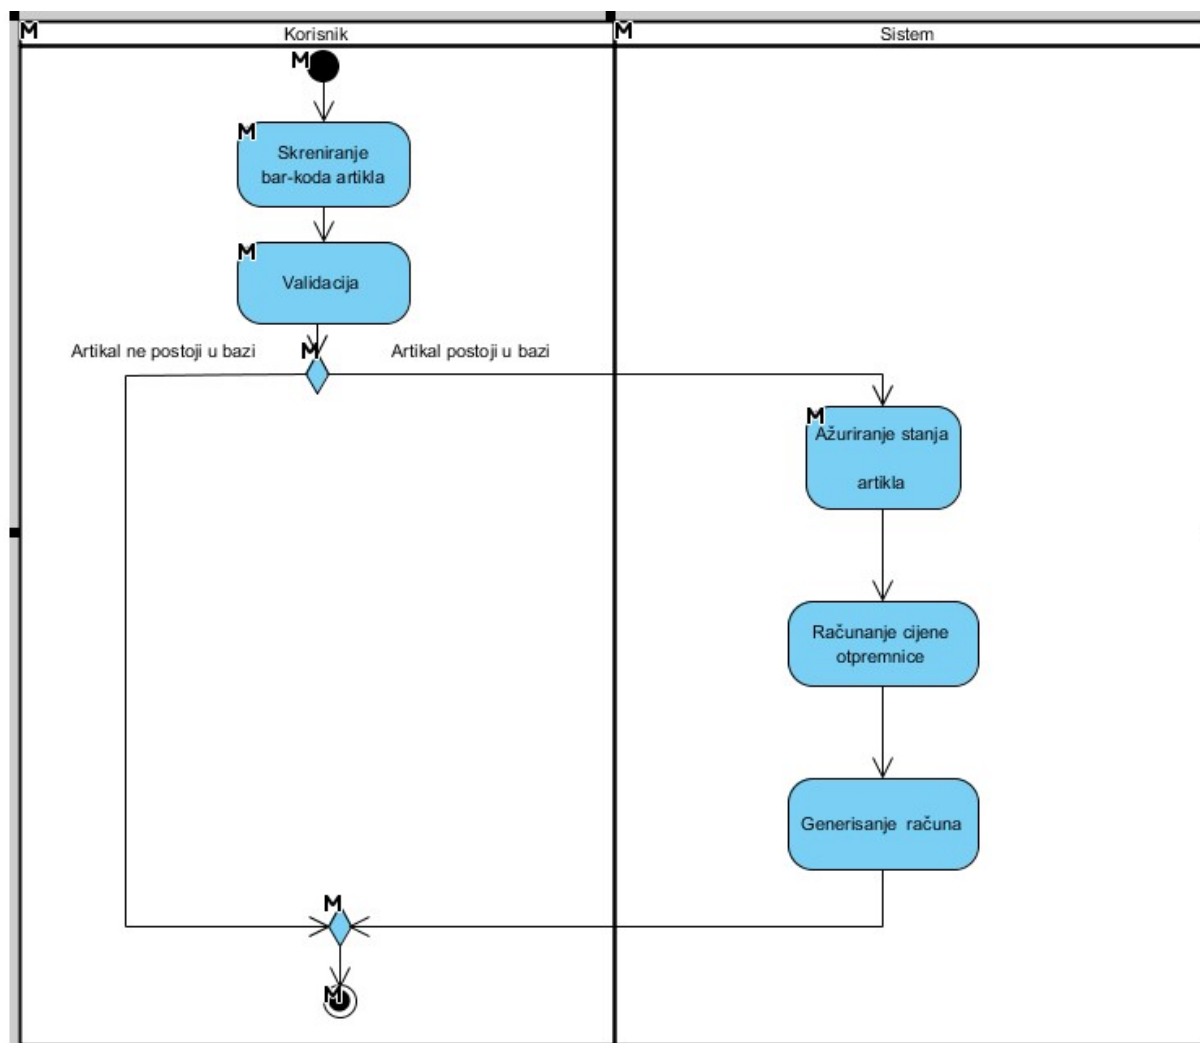 M Korisnik M Sistem
M
M
Skreniranje
bar-koda artikla
M
Validacija
Artikal ne postoji u bazi M Artikal postoji u bazi
M
Ažuriranje stanja
artikla
Računanje cijene
otpremnice
Generisanje računa
M
M